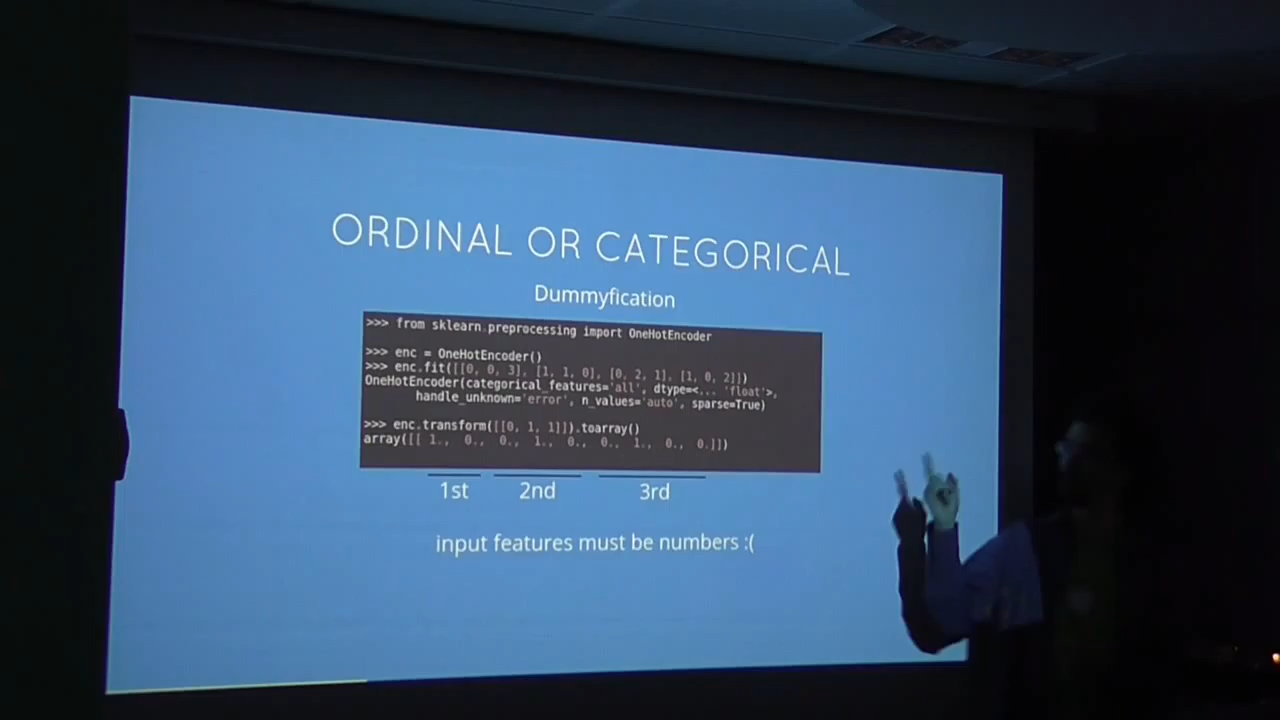 ORDINAL OR CATEGORICAL
Dummyfication
>>> from sklearn.preprocessing import OneHotEncoder
>>> enc = OneHotEncoder()
>>> enc.fit([[0, 0, 3], [1, 1, 0], [0, 2, 1], [1, 0, 2]])
OneHotEncoder(categorical_features='all', dtype=<... 'float'>,
handle_unknown='error', n_values='auto', sparse=True)
>>> enc.transform([[0, 1, 1]]).toarray()
array([[ 1., 0., 0., 1., 0., 0., 1., 0., 0.]])
1st 2nd 3rd
input features must be numbers :(